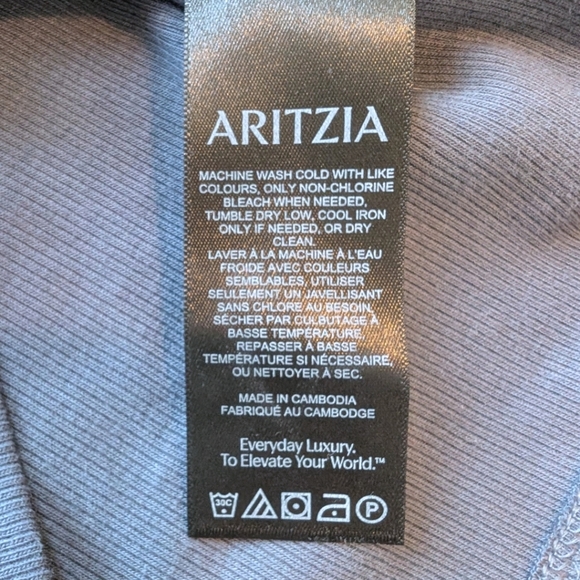 ARITZIA
MACHINE WASH COLD WITH LIKE
COLOURS, ONLY NON-CHLORINE
BLEACH WHEN NEEDED,
TUMBLE DRY LOW, COOL IRON
ONLY IF NEEDED, OR DRY
CLEAN.
LAVER À LA MACHINE À L'EAU
FROIDE AVEC COULEURS
SEMBLABLES, UTILISER
SEULEMENT UN JAVELLISANT
SANS CHLORE AU BESOIN,
SÉCHER PAR CULBUTAGE À
BASSE TEMPÉRATURE,
REPASSER À BASSE
TEMPÉRATURE SI NÉCESSAIRE,
OU NETTOYER À SEC.
MADE IN CAMBODIA
FABRIQUÉ AU CAMBODGE
Everyday Luxury.
To Elevate Your World.™
30C P